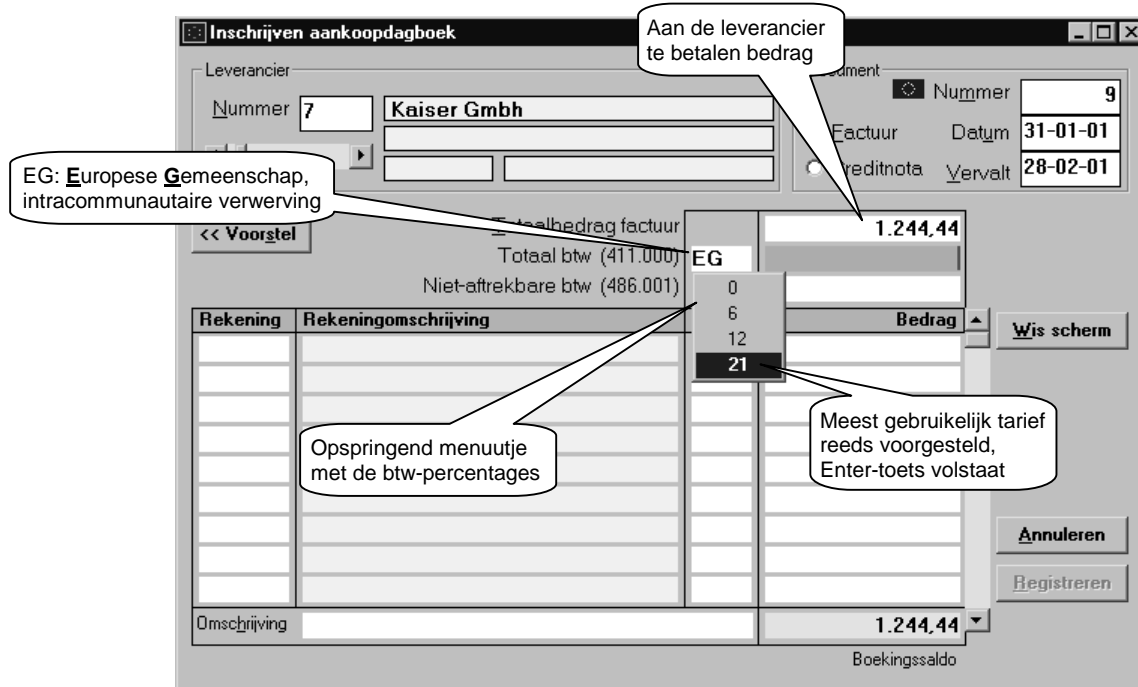 Inschrijven aankoopdagboek
Aan de leverancier
te betalen bedrag
Leverancier
Nummer 7 Kaiser Gmbh
Nummer 9
Factuur Datum 31-01-01
Creditnota Vervalt 28-02-01
EG: Europese Gemeenschap,
intracommunautaire verwerving
<< Voorstel
Totaalbedrag factuur 1.244,44
Totaal btw (411.000) EG
Niet-aftrekbare btw (486.001)
0
6
12
21
Rekening Rekeningomschrijving Bedrag
Wis scherm
Opspringend menuutje
met de btw-percentages
Meest gebruikelijk tarief
reeds voorgesteld,
Enter-toets volstaat
Annuleren
Registreren
Omschrijving 1.244,44
Boekingssaldo